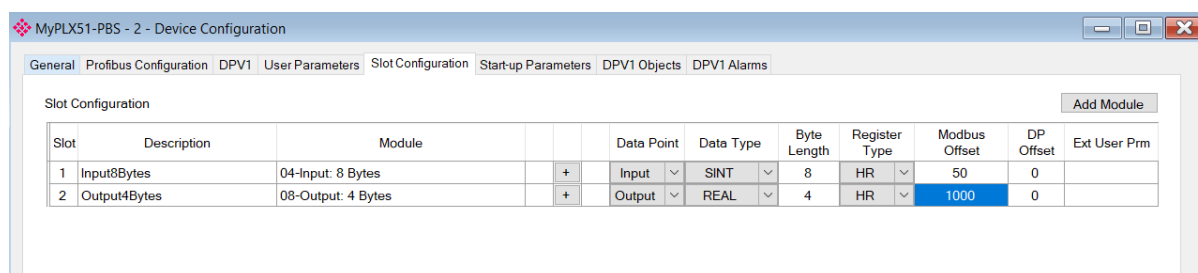 MyPLX51-PBS - 2 - Device Configuration
General Profibus Configuration DPV1 User Parameters Slot Configuration Start-up Parameters DPV1 Objects DPV1 Alarms
Slot Configuration Add Module
Slot Description Module Data Point Data Type Byte Length Register Type Modbus Offset DP Offset Ext User Prm
1 Input8Bytes 04-Input: 8 Bytes + Input SINT 8 HR 50 0
2 Output4Bytes 08-Output: 4 Bytes + Output REAL 4 HR 1000 0